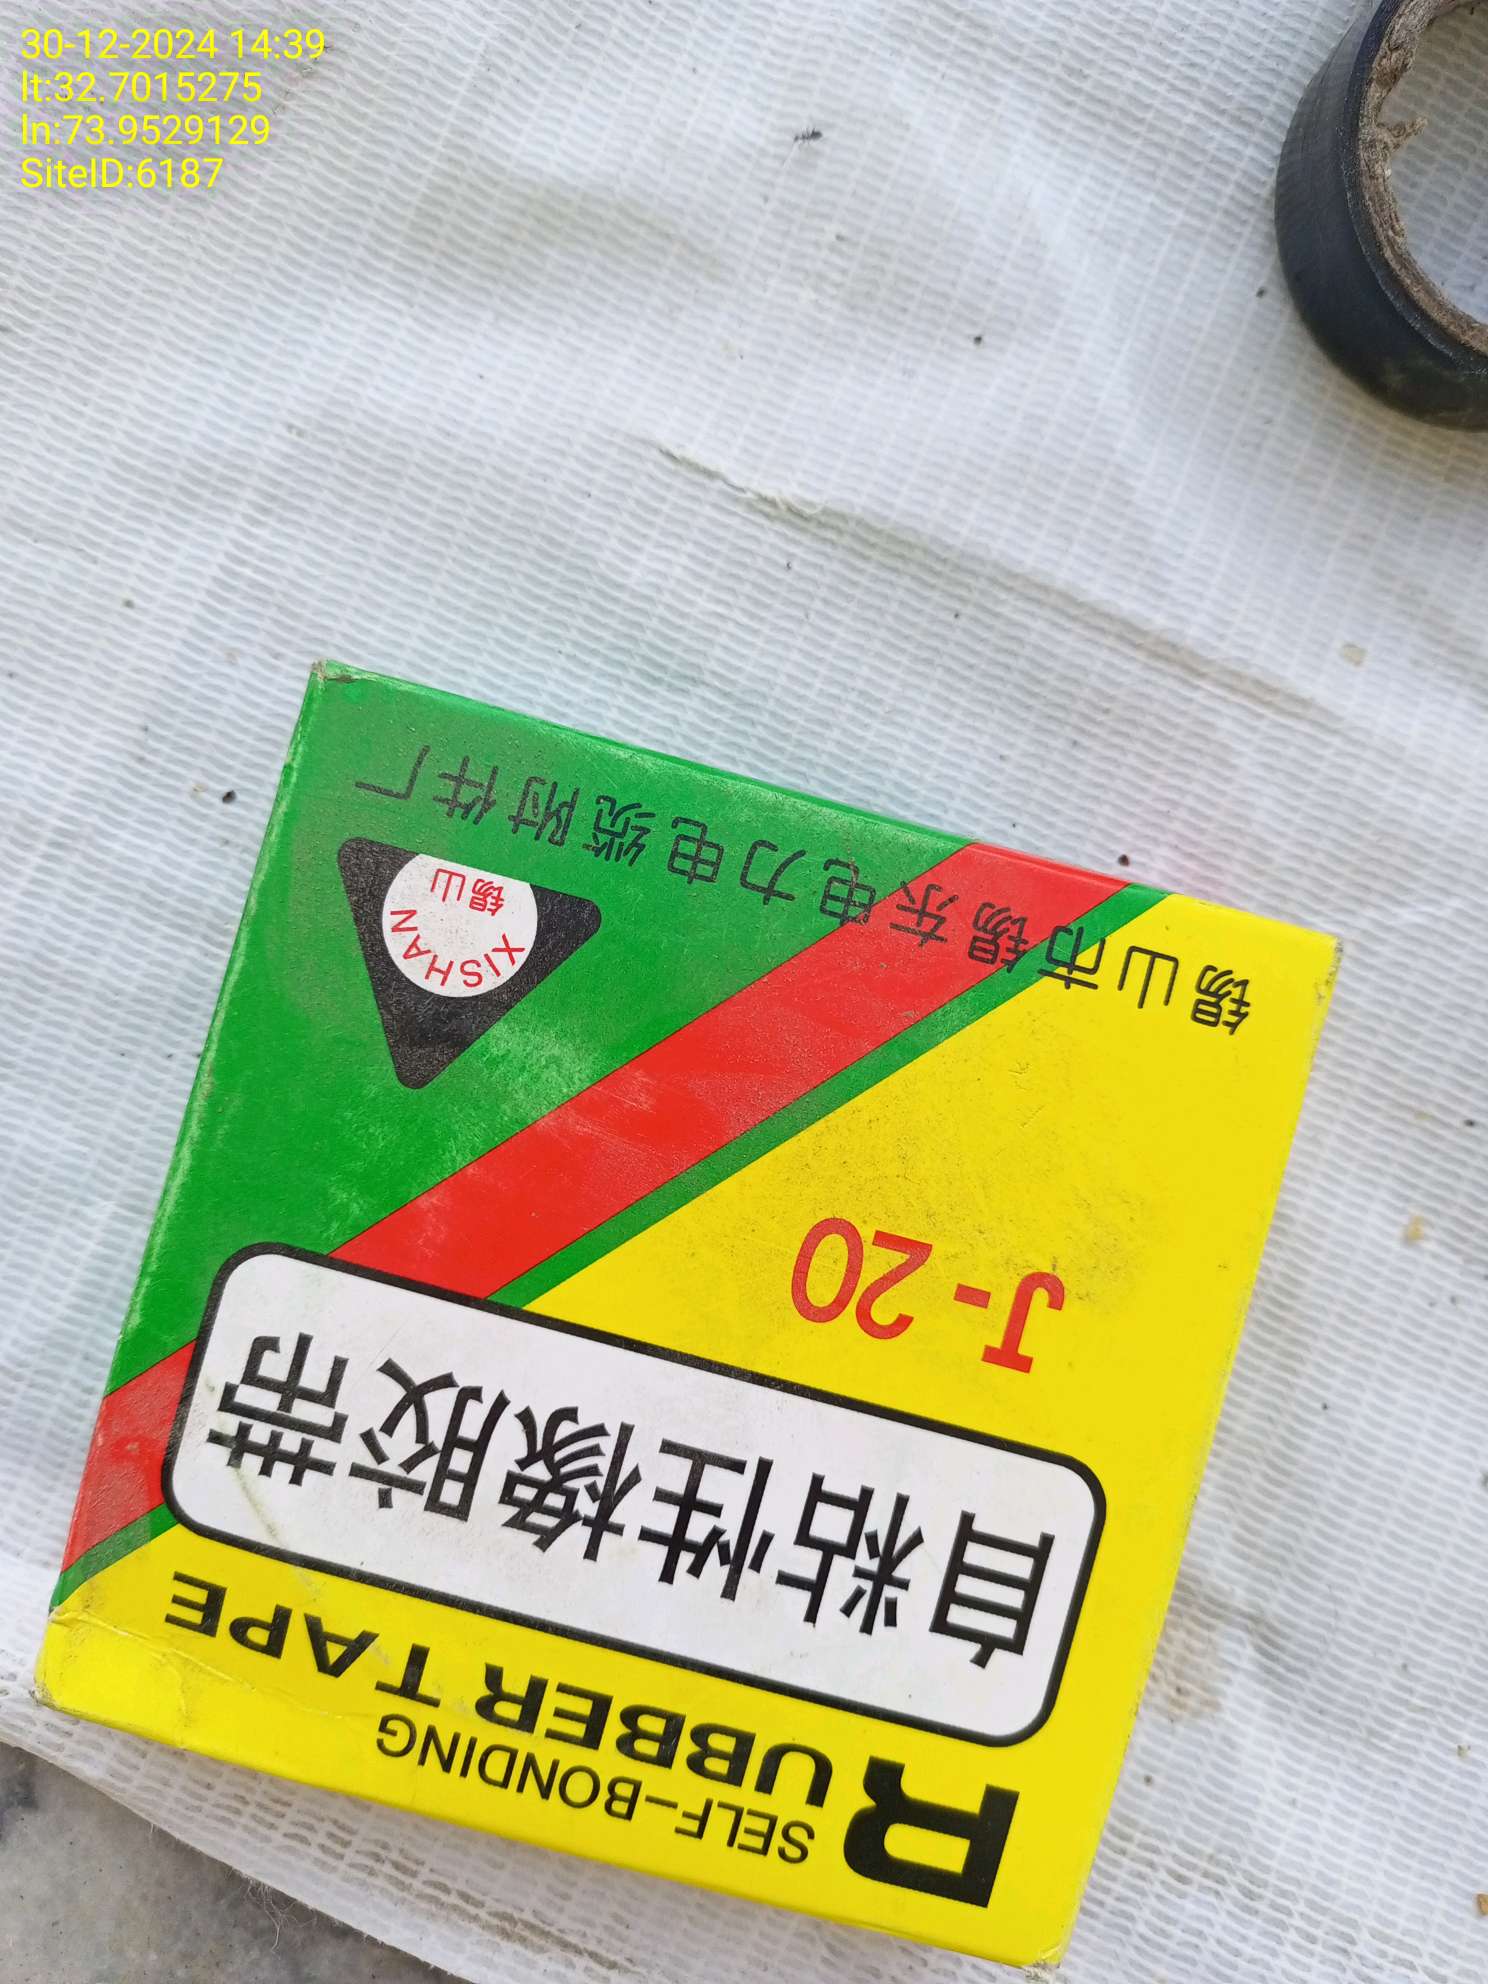 30-12-2024 14:39
lt:32.7015275
ln:73.9529129
SiteID:6187
SELF-BONDING
RUBBER TAPE
自粘性橡胶带
J-20
XISHAN
锡山
锡山市锡东电力电缆附件厂